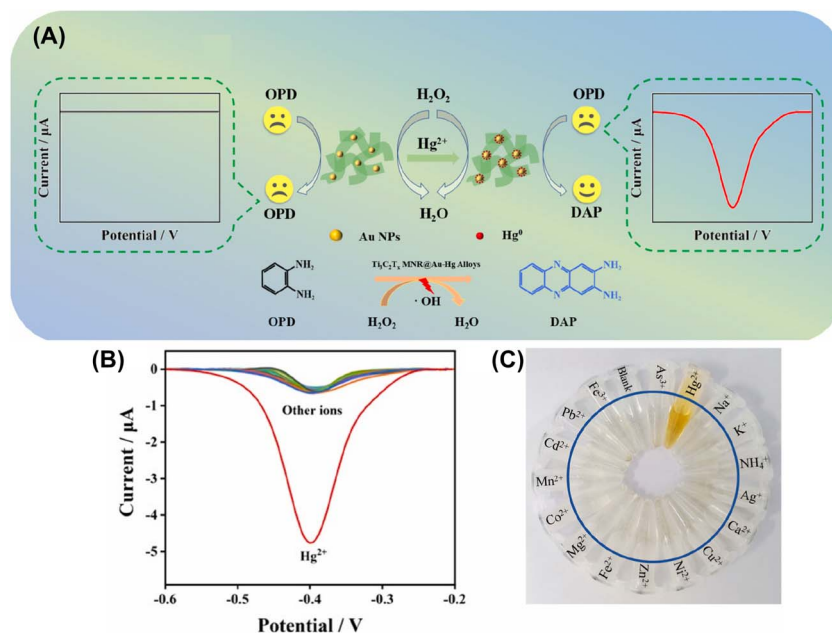 (A)
Current / μA
Potential / V
OPD
OPD
H₂O₂
Hg²⁺
H₂O
OPD
DAP
Current / μA
Potential / V
Au NPs
Hg⁰
NH₂
NH₂
OPD
Ti₃C₂Tₓ MNR@Au-Hg Alloys
· OH
H₂O₂
H₂O
N
N
NH₂
NH₂
DAP
(B)
Current / μA
0
-1
-2
-3
-4
-5
Other ions
Hg²⁺
-0.6
-0.5
-0.4
-0.3
-0.2
Potential / V
(C)
Blank
As³⁺
Hg²⁺
Na⁺
K⁺
NH₄⁺
Ag⁺
Ca²⁺
Cu²⁺
Ni²⁺
Zn²⁺
Fe²⁺
Mg²⁺
Co²⁺
Mn²⁺
Cd²⁺
Pb²⁺
Fe³⁺